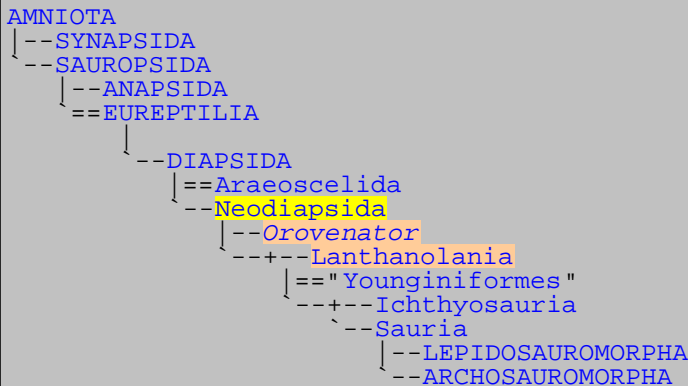 AMNIOTA
|--SYNAPSIDA
`--SAUROPSIDA
|--ANAPSIDA
`==EUREPTILIA
|
`--DIAPSIDA
|==Araeoscelida
`--Neodiapsida
|--Orovenator
`--+--Lanthanolania
|=="Younginiformes"
`--+--Ichthyosauria
`--Sauria
|--LEPIDOSAUROMORPHA
`--ARCHOSAUROMORPHA